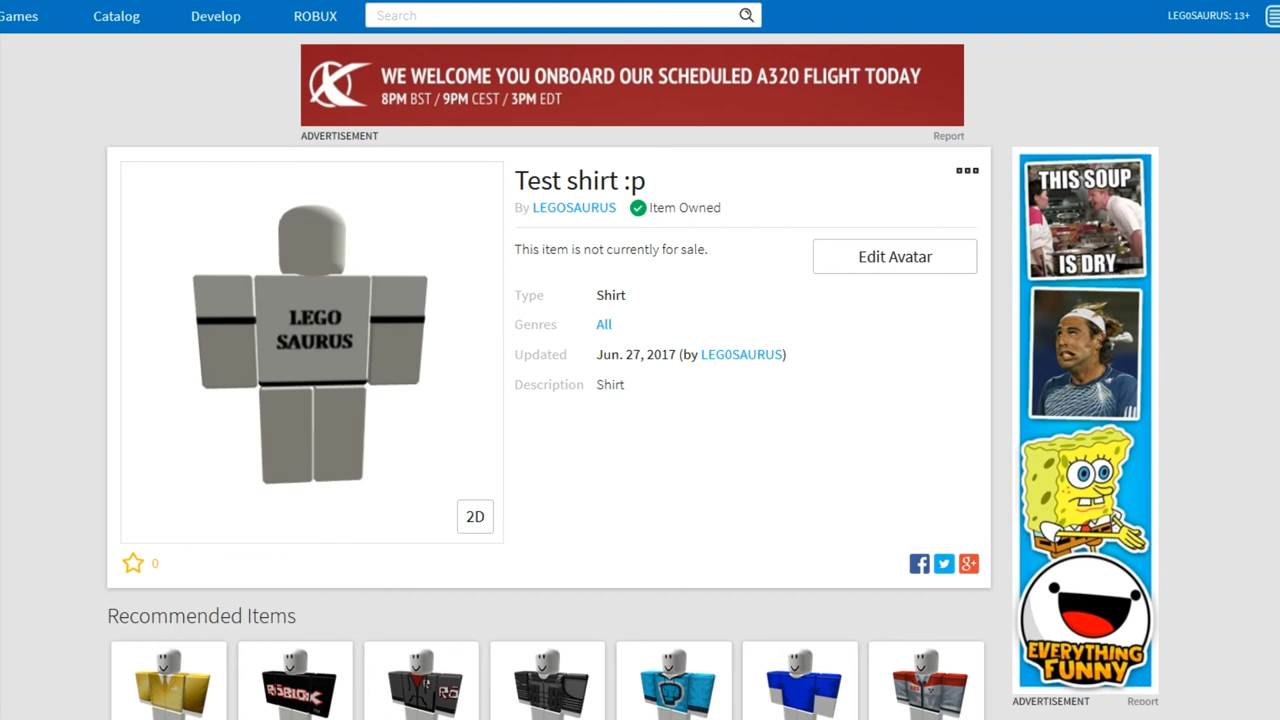 Games Catalog Develop ROBUX Search LEG0SAURUS: 13+
WE WELCOME YOU ONBOARD OUR SCHEDULED A320 FLIGHT TODAY
8PM BST / 9PM CEST / 3PM EDT
ADVERTISEMENT Report
Test shirt :p
By LEGOSAURUS Item Owned
This item is not currently for sale.
Edit Avatar
Type Shirt
Genres All
Updated Jun. 27, 2017 (by LEG0SAURUS)
Description Shirt
LEGO
SAURUS
2D
0
Recommended Items
ROBLOX
THIS SOUP
IS DRY
EVERYTHING
FUNNY
ADVERTISEMENT Report